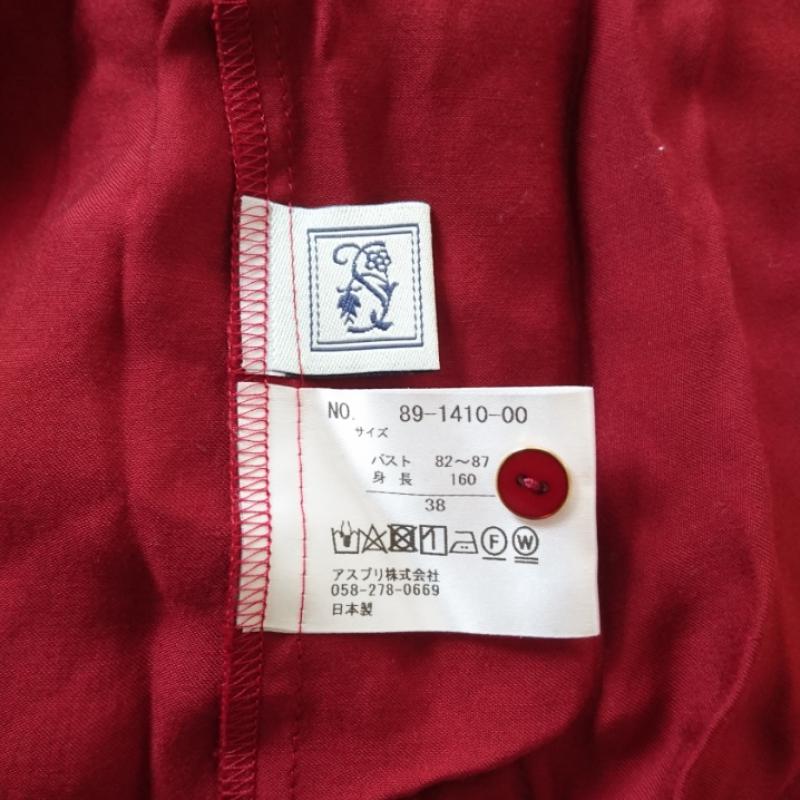 NO. 89-1410-00
サイズ
バスト 82~87
身長 160
38
F W
アスプリ株式会社
058-278-0669
日本製